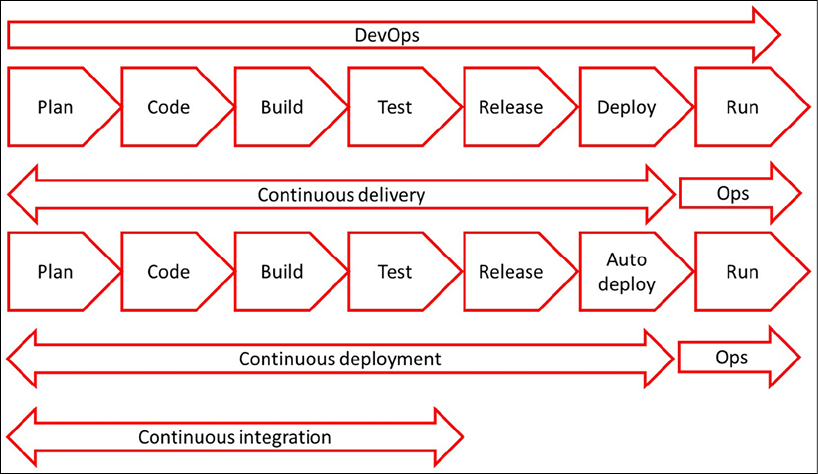 DevOps
Plan Code Build Test Release Deploy Run
Continuous delivery Ops
Plan Code Build Test Release Auto deploy Run
Continuous deployment Ops
Continuous integration